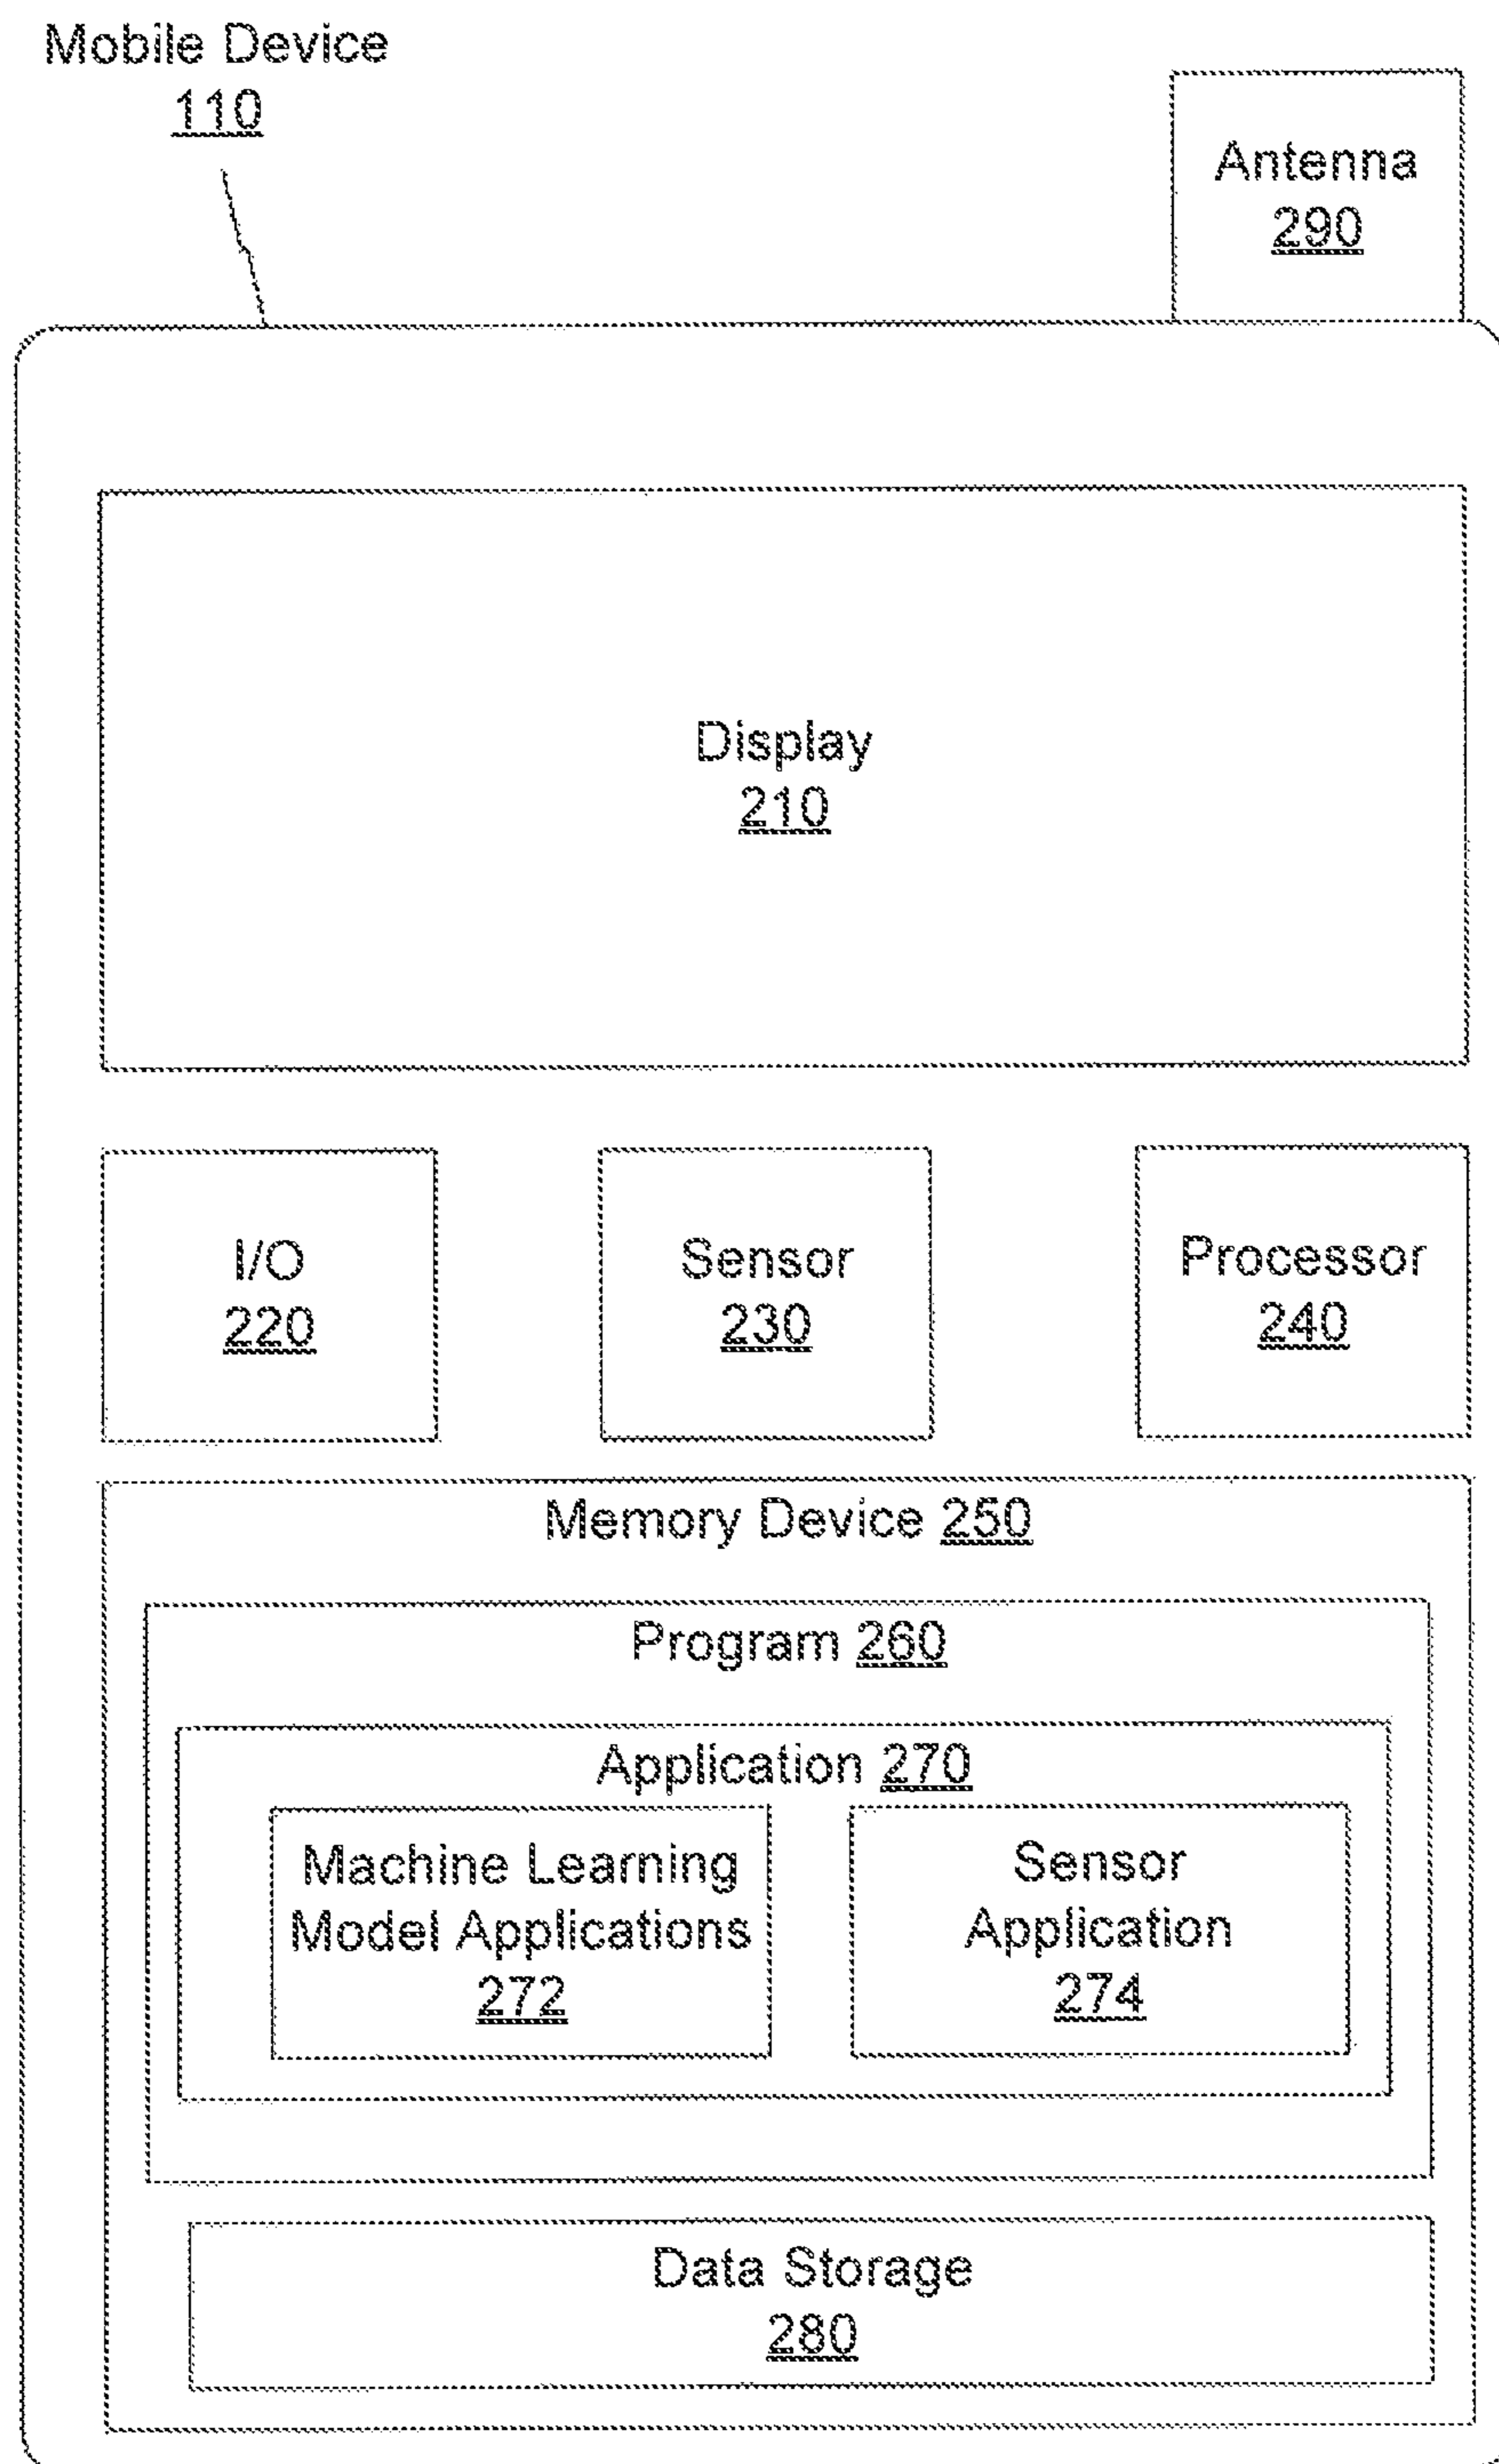 Mobile Device
110
Antenna
290
Display
210
I/O
220
Sensor
230
Processor
240
Memory Device 250
Program 260
Application 270
Machine Learning
Model Applications
272
Sensor
Application
274
Data Storage
280